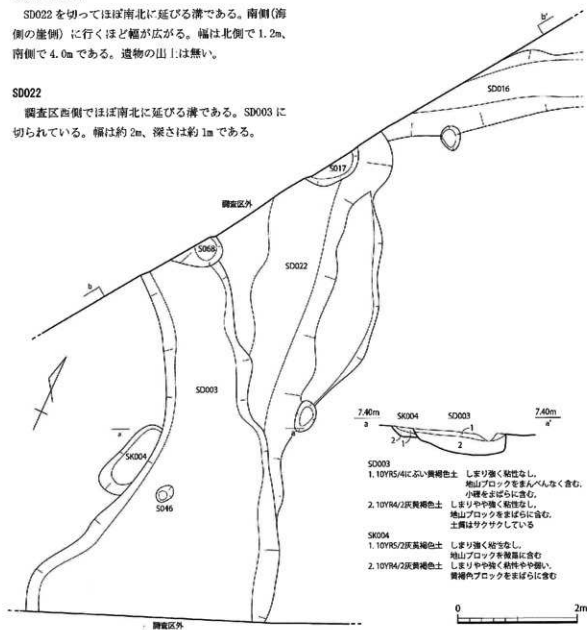 SD022 を切ってほぼ南北に延びる溝である。南側(海
側の崖側)に行くほど幅が広がる。幅は北側で 1.2m、
南側で 4.0m である。遺物の出土は無い。
SD022
調査区西側でほぼ南北に延びる溝である。SD003 に
切られている。幅は約 2m、深さは約 1m である。
b'
SD016
S017
調査区外
S068
SD022
b
SD003
a
SK004
S046
a'
7.40m
a
SK004
SD003
7.40m
a'
1
2
1
2
SD003
1. 10YR5/4にぶい黄褐色土 しまり強く粘性なし。
地山ブロックをまんべんなく含む。
小礫をまばらに含む。
2. 10YR4/2灰黄褐色土 しまりやや強く粘性なし。
地山ブロックをまばらに含む。
土質はサクサクしている
SK004
1. 10YR5/2灰黄褐色土 しまり強く粘性なし。
地山ブロックを微量に含む
2. 10YR4/2灰黄褐色土 しまりやや強く粘性やや弱い。
黄褐色ブロックをまばらに含む
0 2m
調査区外